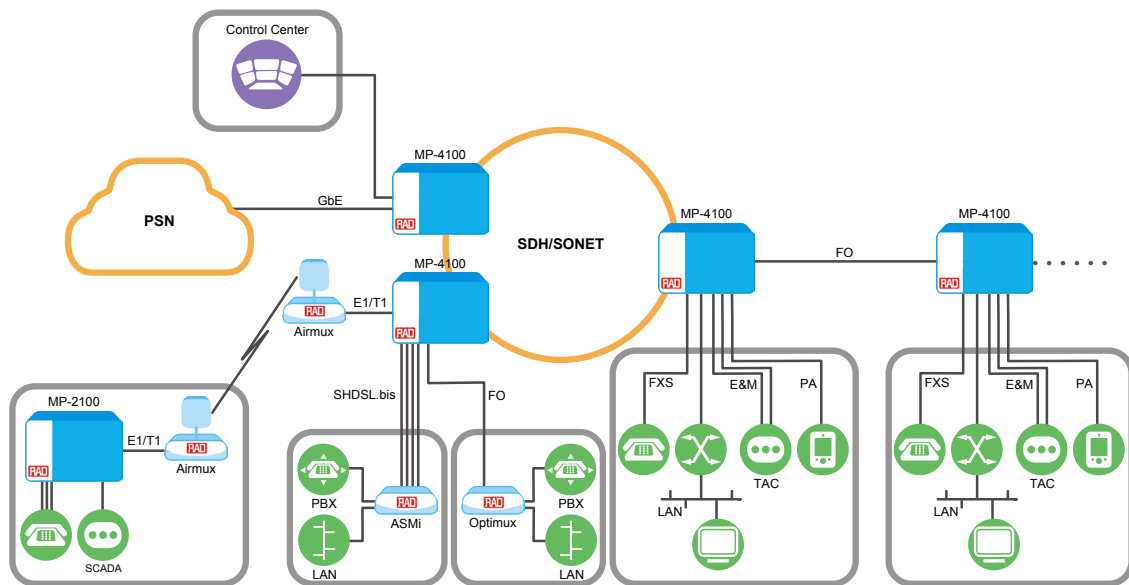 Control Center
MP-4100
GbE
RAD
PSN
SDH/SONET
MP-4100
RAD
FO
MP-4100
RAD
MP-4100
RAD
E1/T1
RAD
Airmux
SHDSL.bis
FO
MP-2100
RAD
E1/T1
RAD
Airmux
SCADA
PBX
RAD
ASMi
LAN
RAD
Optimux
PBX
LAN
FXS
E&M
PA
TAC
LAN
FXS
E&M
PA
TAC
LAN